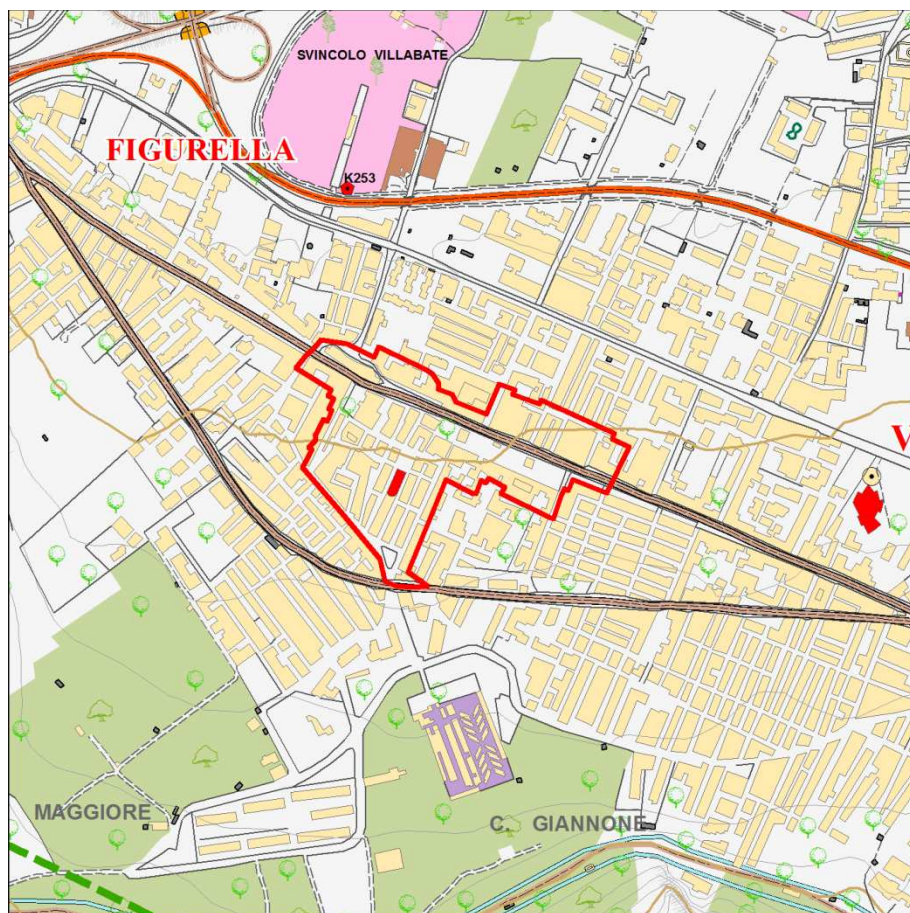 SVINCOLO VILLABATE
FIGURELLA
K253
8
V
MAGGIORE
C. GIANNONE